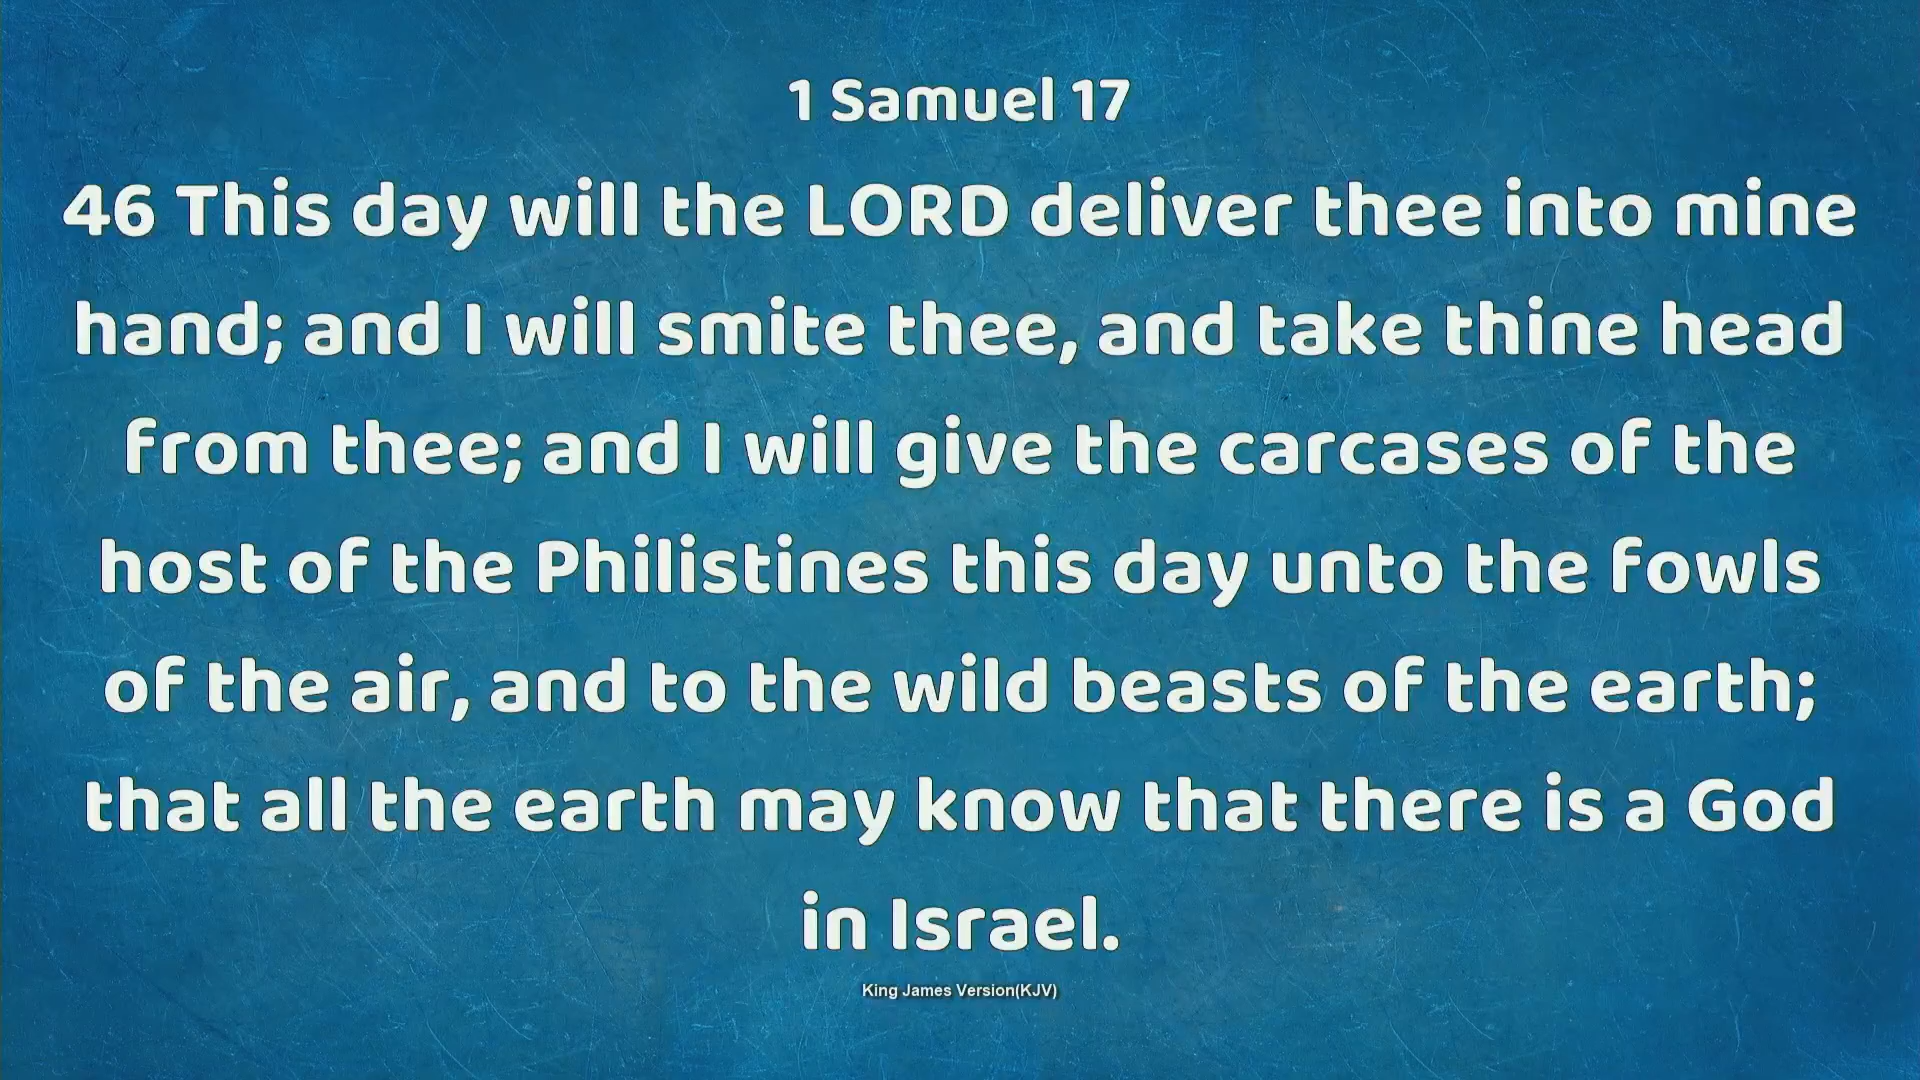 1 Samuel 17
46 This day will the LORD deliver thee into mine
hand; and I will smite thee, and take thine head
from thee; and I will give the carcases of the
host of the Philistines this day unto the fowls
of the air, and to the wild beasts of the earth;
that all the earth may know that there is a God
in Israel.
King James Version(KJV)